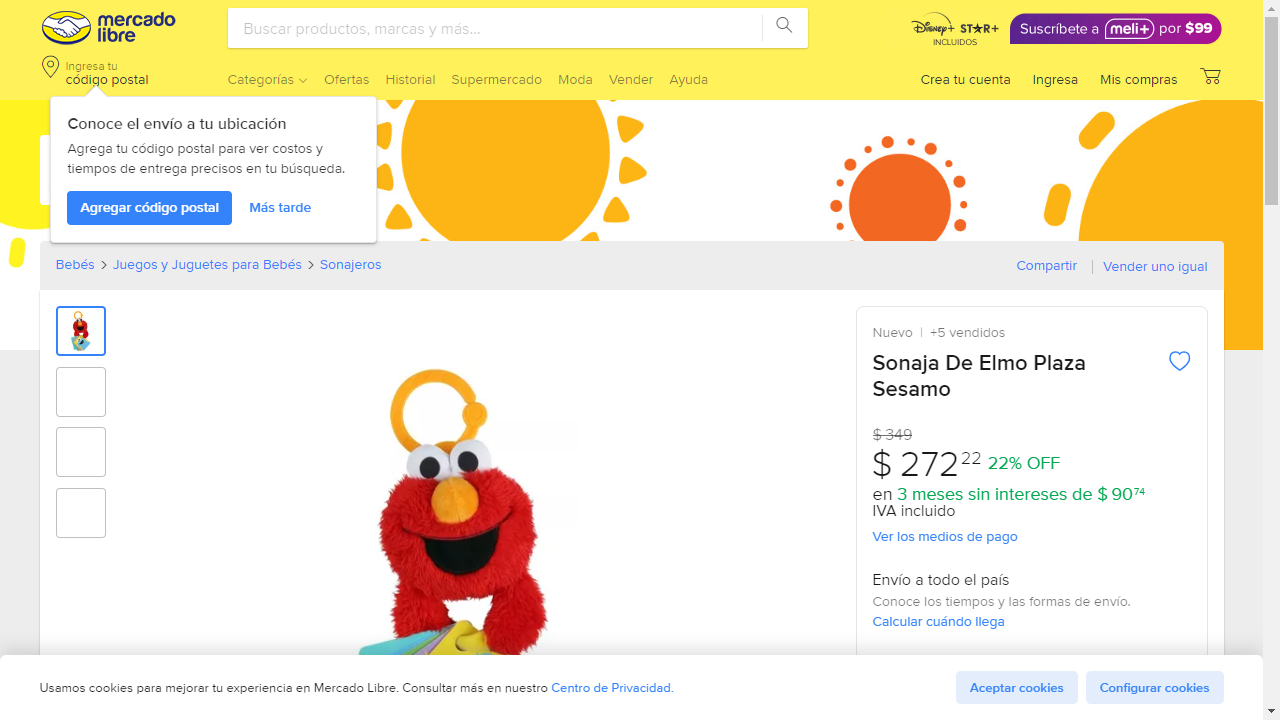 mercado
libre
Buscar productos, marcas y más...
Disney+ STAR+
INCLUIDOS
Suscríbete a meli+ por $99
Ingresa tu
código postal
Categorías
Ofertas
Historial
Supermercado
Moda
Vender
Ayuda
Crea tu cuenta
Ingresa
Mis compras
Conoce el envío a tu ubicación
Agrega tu código postal para ver costos y
tiempos de entrega precisos en tu búsqueda.
Agregar código postal
Más tarde
Bebés
Juegos y Juguetes para Bebés
Sonajeros
Compartir
Vender uno igual
Nuevo | +5 vendidos
Sonaja De Elmo Plaza
Sesamo
$ 349
$ 272 22 22% OFF
en 3 meses sin intereses de $ 90 74
IVA incluido
Ver los medios de pago
Envío a todo el país
Conoce los tiempos y las formas de envío.
Calcular cuándo llega
Usamos cookies para mejorar tu experiencia en Mercado Libre. Consultar más en nuestro Centro de Privacidad.
Aceptar cookies
Configurar cookies